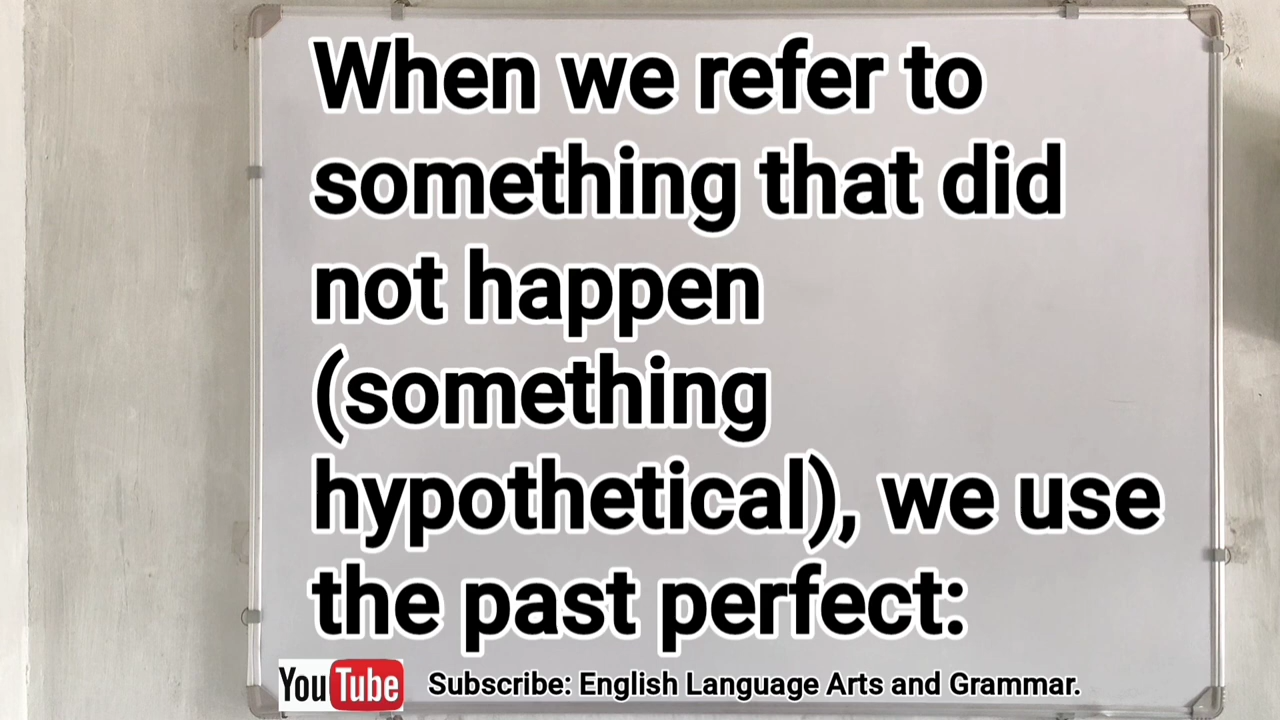 When we refer to
something that did
not happen
(something
hypothetical), we use
the past perfect:
YouTube Subscribe: English Language Arts and Grammar.